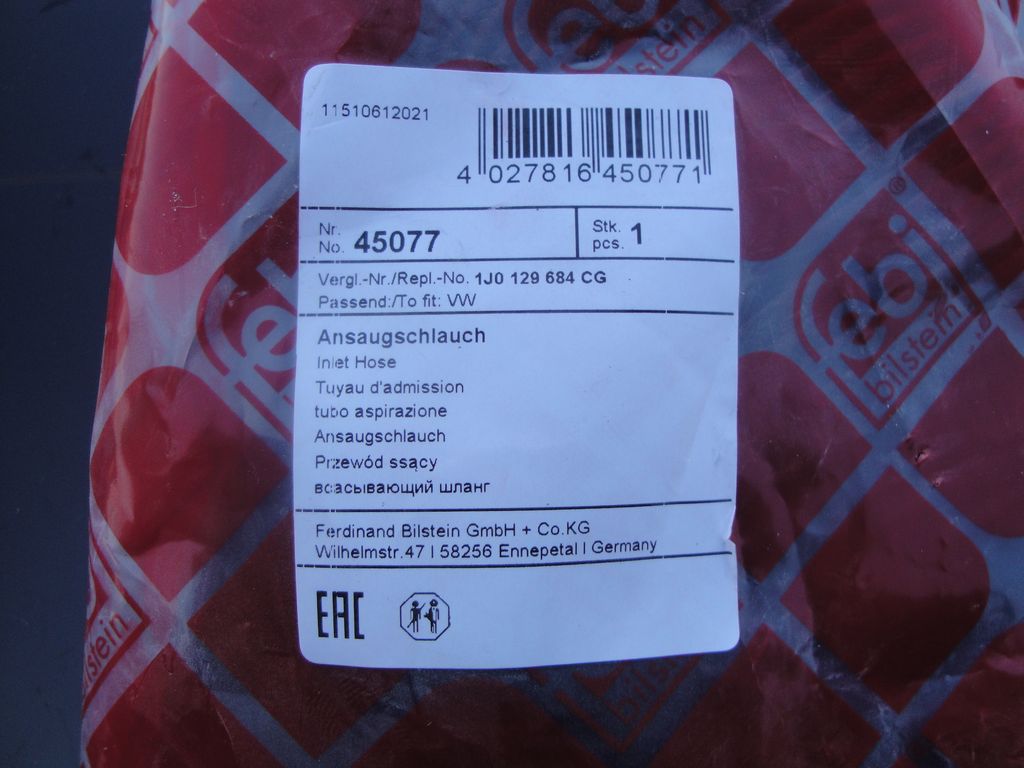 11510612021
4 027816 450771
Nr.
No. 45077
Stk.
pcs. 1
Vergl.-Nr./Repl.-No. 1J0 129 684 CG
Passend:/To fit: VW
Ansaugschlauch
Inlet Hose
Tuyau d'admission
tubo aspirazione
Ansaugschlauch
Przewód ssący
всасывающий шланг
Ferdinand Bilstein GmbH + Co.KG
Wilhelmstr.47 I 58256 Ennepetal I Germany
EAC
febi®
bilstein